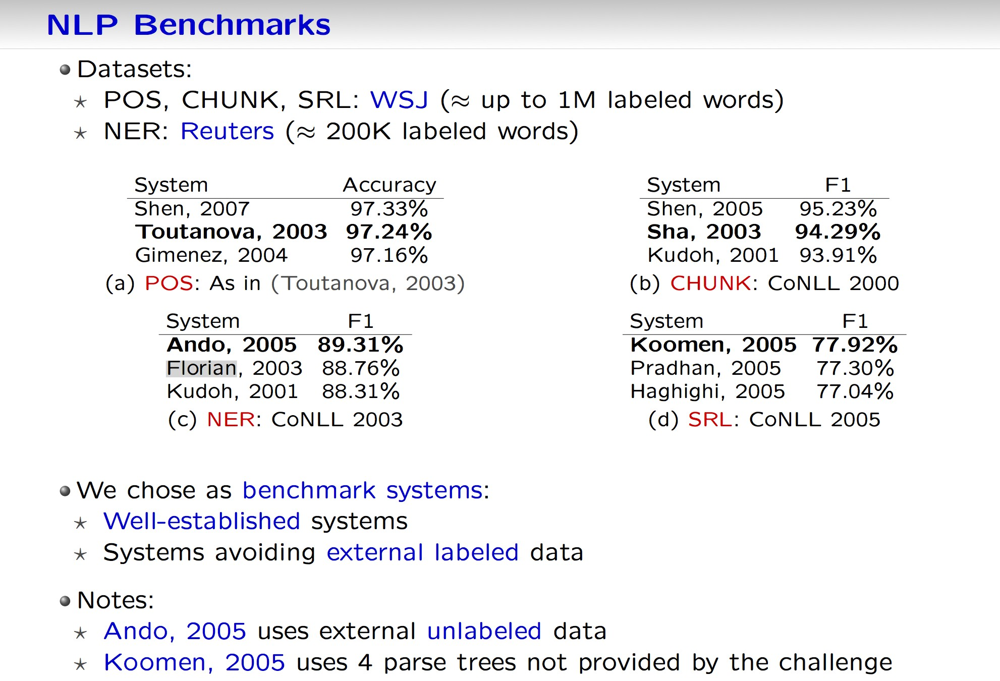 NLP Benchmarks
Datasets:
⋆ POS, CHUNK, SRL: WSJ (≈ up to 1M labeled words)
⋆ NER: Reuters (≈ 200K labeled words)
System Accuracy
Shen, 2007 97.33%
Toutanova, 2003 97.24%
Gimenez, 2004 97.16%
(a) POS: As in (Toutanova, 2003)
System F1
Shen, 2005 95.23%
Sha, 2003 94.29%
Kudoh, 2001 93.91%
(b) CHUNK: CoNLL 2000
System F1
Ando, 2005 89.31%
Florian, 2003 88.76%
Kudoh, 2001 88.31%
(c) NER: CoNLL 2003
System F1
Koomen, 2005 77.92%
Pradhan, 2005 77.30%
Haghighi, 2005 77.04%
(d) SRL: CoNLL 2005
We chose as benchmark systems:
⋆ Well-established systems
⋆ Systems avoiding external labeled data
Notes:
⋆ Ando, 2005 uses external unlabeled data
⋆ Koomen, 2005 uses 4 parse trees not provided by the challenge